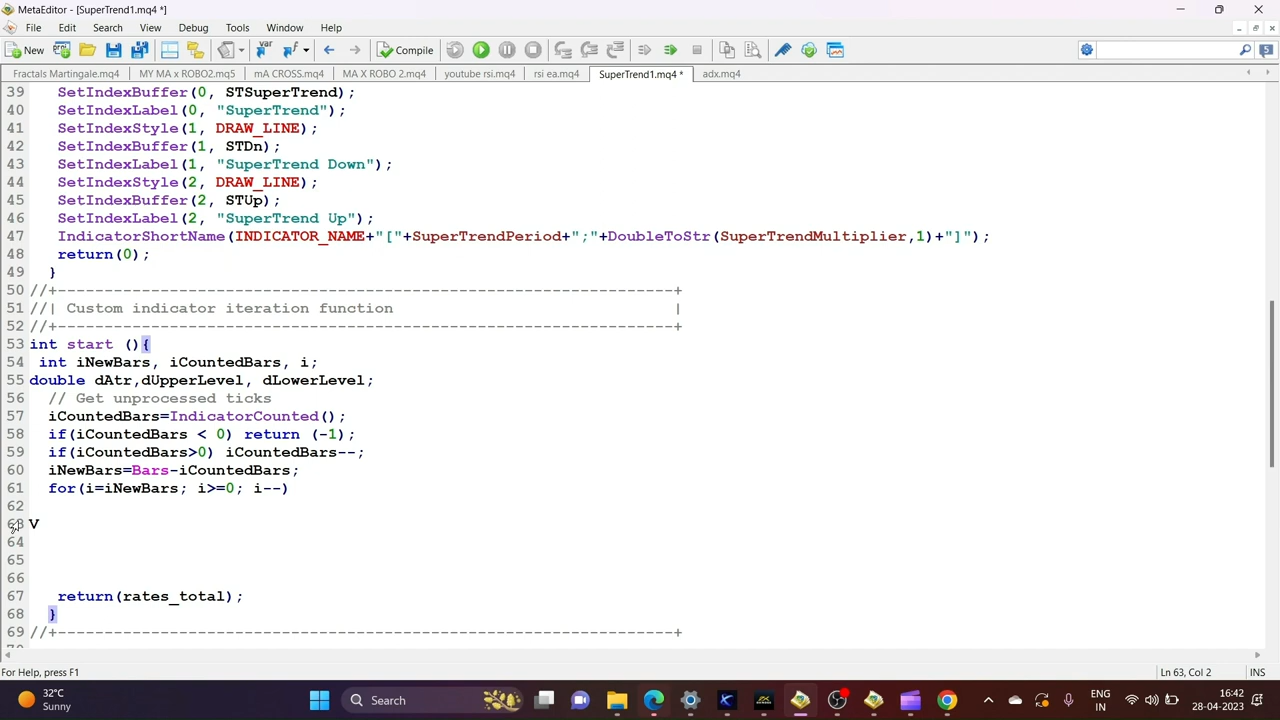 MetaEditor - [SuperTrend1.mq4 *]
File Edit Search View Debug Tools Window Help
New Compile
Fractals Martingale.mq4 MY MA x ROBO2.mq5 mA CROSS.mq4 MA X ROBO 2.mq4 youtube rsi.mq4 rsi ea.mq4 SuperTrend1.mq4 * adx.mq4
39 SetIndexBuffer(0, STSuperTrend);
40 SetIndexLabel(0, "SuperTrend");
41 SetIndexStyle(1, DRAW_LINE);
42 SetIndexBuffer(1, STDn);
43 SetIndexLabel(1, "SuperTrend Down");
44 SetIndexStyle(2, DRAW_LINE);
45 SetIndexBuffer(2, STUp);
46 SetIndexLabel(2, "SuperTrend Up");
47 IndicatorShortName(INDICATOR_NAME+"["+SuperTrendPeriod+";"+DoubleToStr(SuperTrendMultiplier,1)+"]");
48 return(0);
49 }
50 //+------------------------------------------------------------------+
51 //| Custom indicator iteration function |
52 //+------------------------------------------------------------------+
53 int start (){
54 int iNewBars, iCountedBars, i;
55 double dAtr,dUpperLevel, dLowerLevel;
56 // Get unprocessed ticks
57 iCountedBars=IndicatorCounted();
58 if(iCountedBars < 0) return (-1);
59 if(iCountedBars>0) iCountedBars--;
60 iNewBars=Bars-iCountedBars;
61 for(i=iNewBars; i>=0; i--)
62
63 V
64
65
66
67 return(rates_total);
68 }
69 //+------------------------------------------------------------------+
For Help, press F1 Ln 63, Col 2 INS
32°C
Sunny
Search
ENG
IN
16:42
28-04-2023